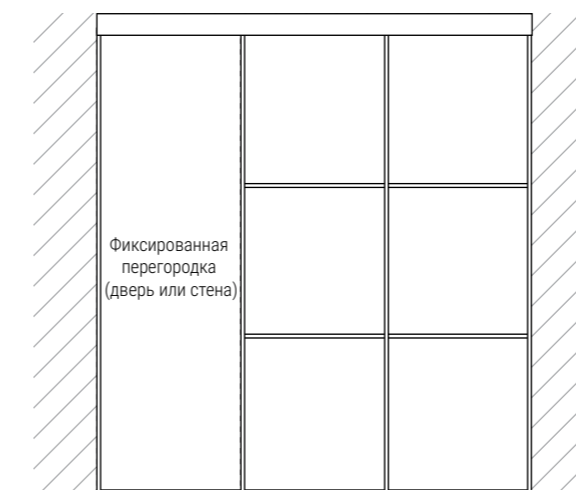 Фиксированная
перегородка
(дверь или стена)